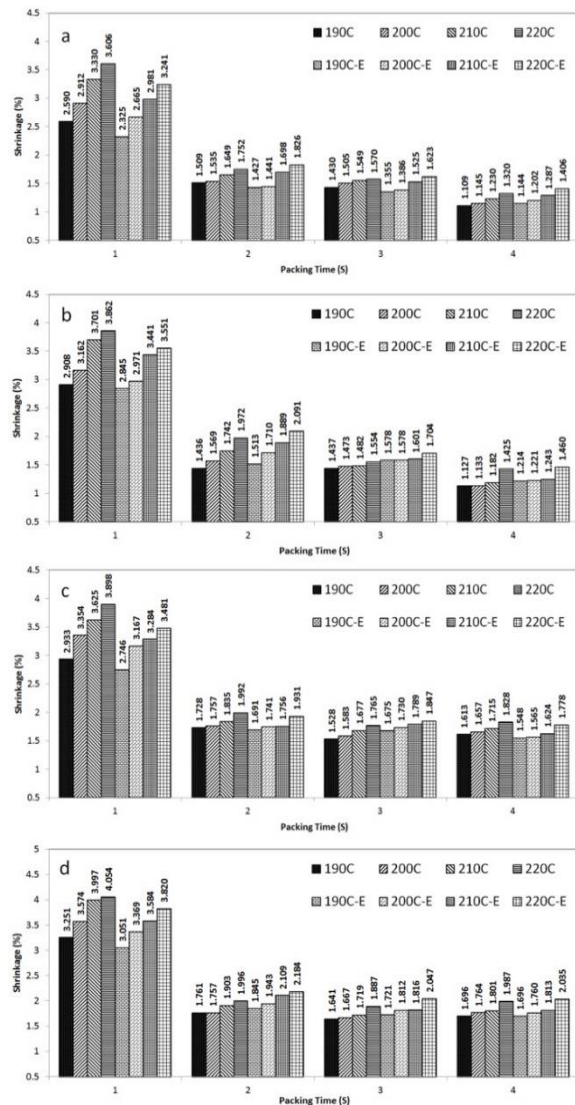 a
190C 200C 210C 220C
190C-E 200C-E 210C-E 220C-E
Shrinkage (%)
4.5
4
3.5
3
2.5
2
1.5
1
0.5
2.590 2.912 3.330 3.606 2.325 2.665 2.981 3.241
1.509 1.535 1.649 1.752 1.427 1.441 1.698 1.826
1.430 1.505 1.549 1.570 1.355 1.386 1.525 1.623
1.109 1.145 1.230 1.320 1.144 1.202 1.287 1.406
1 2 3 4
Packing Time (S)
b
190C 200C 210C 220C
190C-E 200C-E 210C-E 220C-E
Shrinkage (%)
4.5
4
3.5
3
2.5
2
1.5
1
0.5
2.908 3.162 3.701 3.862 2.845 2.971 3.441 3.551
1.436 1.569 1.742 1.972 1.513 1.710 1.889 2.091
1.437 1.473 1.482 1.554 1.578 1.578 1.601 1.704
1.127 1.133 1.182 1.425 1.214 1.221 1.243 1.460
1 2 3 4
Packing Time (S)
c
190C 200C 210C 220C
190C-E 200C-E 210C-E 220C-E
Shrinkage (%)
4.5
4
3.5
3
2.5
2
1.5
1
0.5
2.933 3.354 3.625 3.898 2.746 3.167 3.284 3.481
1.728 1.757 1.835 1.992 1.691 1.741 1.756 1.931
1.528 1.583 1.677 1.765 1.675 1.730 1.789 1.847
1.613 1.657 1.715 1.828 1.548 1.565 1.624 1.778
1 2 3 4
Packing Time (S)
d
190C 200C 210C 220C
190C-E 200C-E 210C-E 220C-E
Shrinkage (%)
5
4.5
4
3.5
3
2.5
2
1.5
1
0.5
3.251 3.574 3.997 4.054 3.051 3.369 3.584 3.820
1.761 1.757 1.903 1.996 1.845 1.943 2.109 2.184
1.641 1.667 1.719 1.887 1.721 1.812 1.816 2.047
1.696 1.764 1.801 1.987 1.696 1.760 1.813 2.035
1 2 3 4
Packing Time (S)